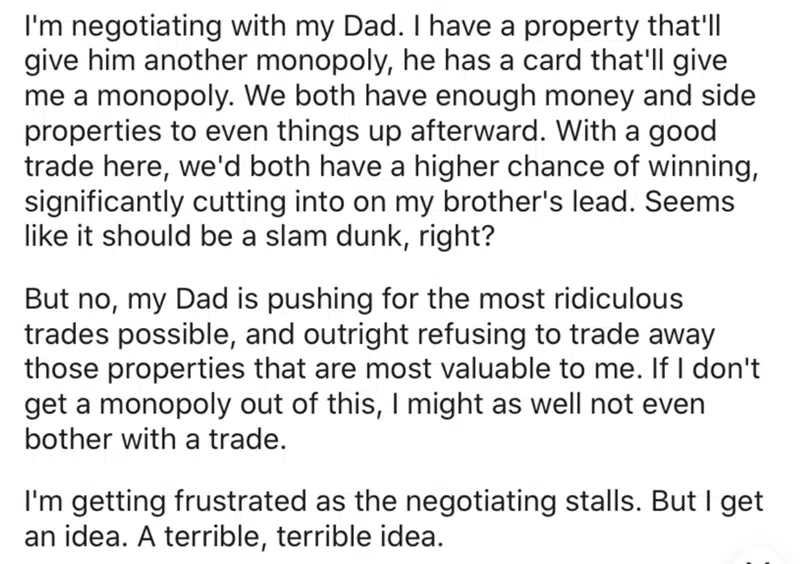 I'm negotiating with my Dad. I have a property that'll
give him another monopoly, he has a card that'll give
me a monopoly. We both have enough money and side
properties to even things up afterward. With a good
trade here, we'd both have a higher chance of winning,
significantly cutting into on my brother's lead. Seems
like it should be a slam dunk, right?
But no, my Dad is pushing for the most ridiculous
trades possible, and outright refusing to trade away
those properties that are most valuable to me. If I don't
get a monopoly out of this, I might as well not even
bother with a trade.
I'm getting frustrated as the negotiating stalls. But I get
an idea. A terrible, terrible idea.